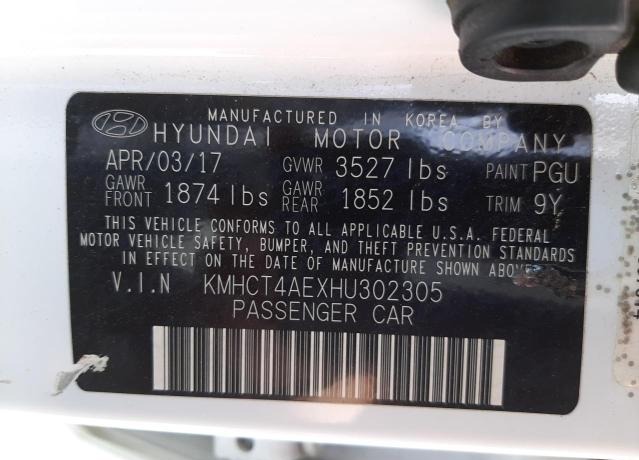 MANUFACTURED IN KOREA BY
HYUNDAI MOTOR COMPANY
APR/03/17 GVWR 3527 lbs PAINT PGU
GAWR FRONT 1874 lbs GAWR REAR 1852 lbs TRIM 9Y
THIS VEHICLE CONFORMS TO ALL APPLICABLE U.S.A. FEDERAL
MOTOR VEHICLE SAFETY, BUMPER, AND THEFT PREVENTION STANDARDS
IN EFFECT ON THE DATE OF MANUFACTURE SHOWN ABOVE
V.I.N KMHCT4AEXHU302305
PASSENGER CAR